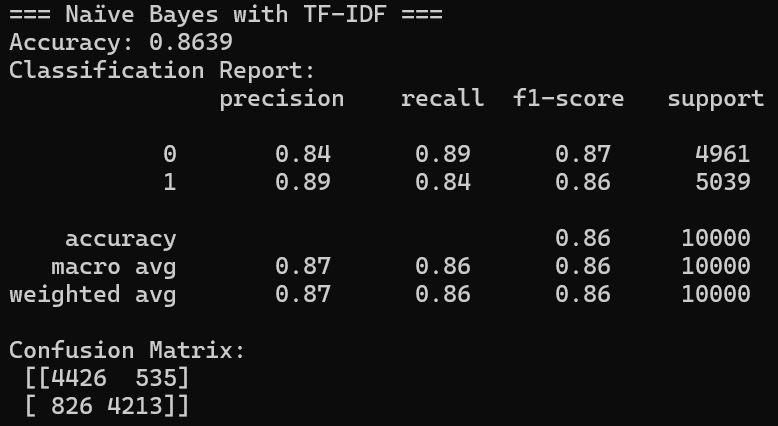 === Naïve Bayes with TF-IDF ===
Accuracy: 0.8639
Classification Report:
              precision    recall  f1-score   support

           0       0.84      0.89      0.87      4961
           1       0.89      0.84      0.86      5039

    accuracy                           0.86     10000
   macro avg       0.87      0.86      0.86     10000
weighted avg       0.87      0.86      0.86     10000

Confusion Matrix:
 [[4426  535]
 [ 826 4213]]